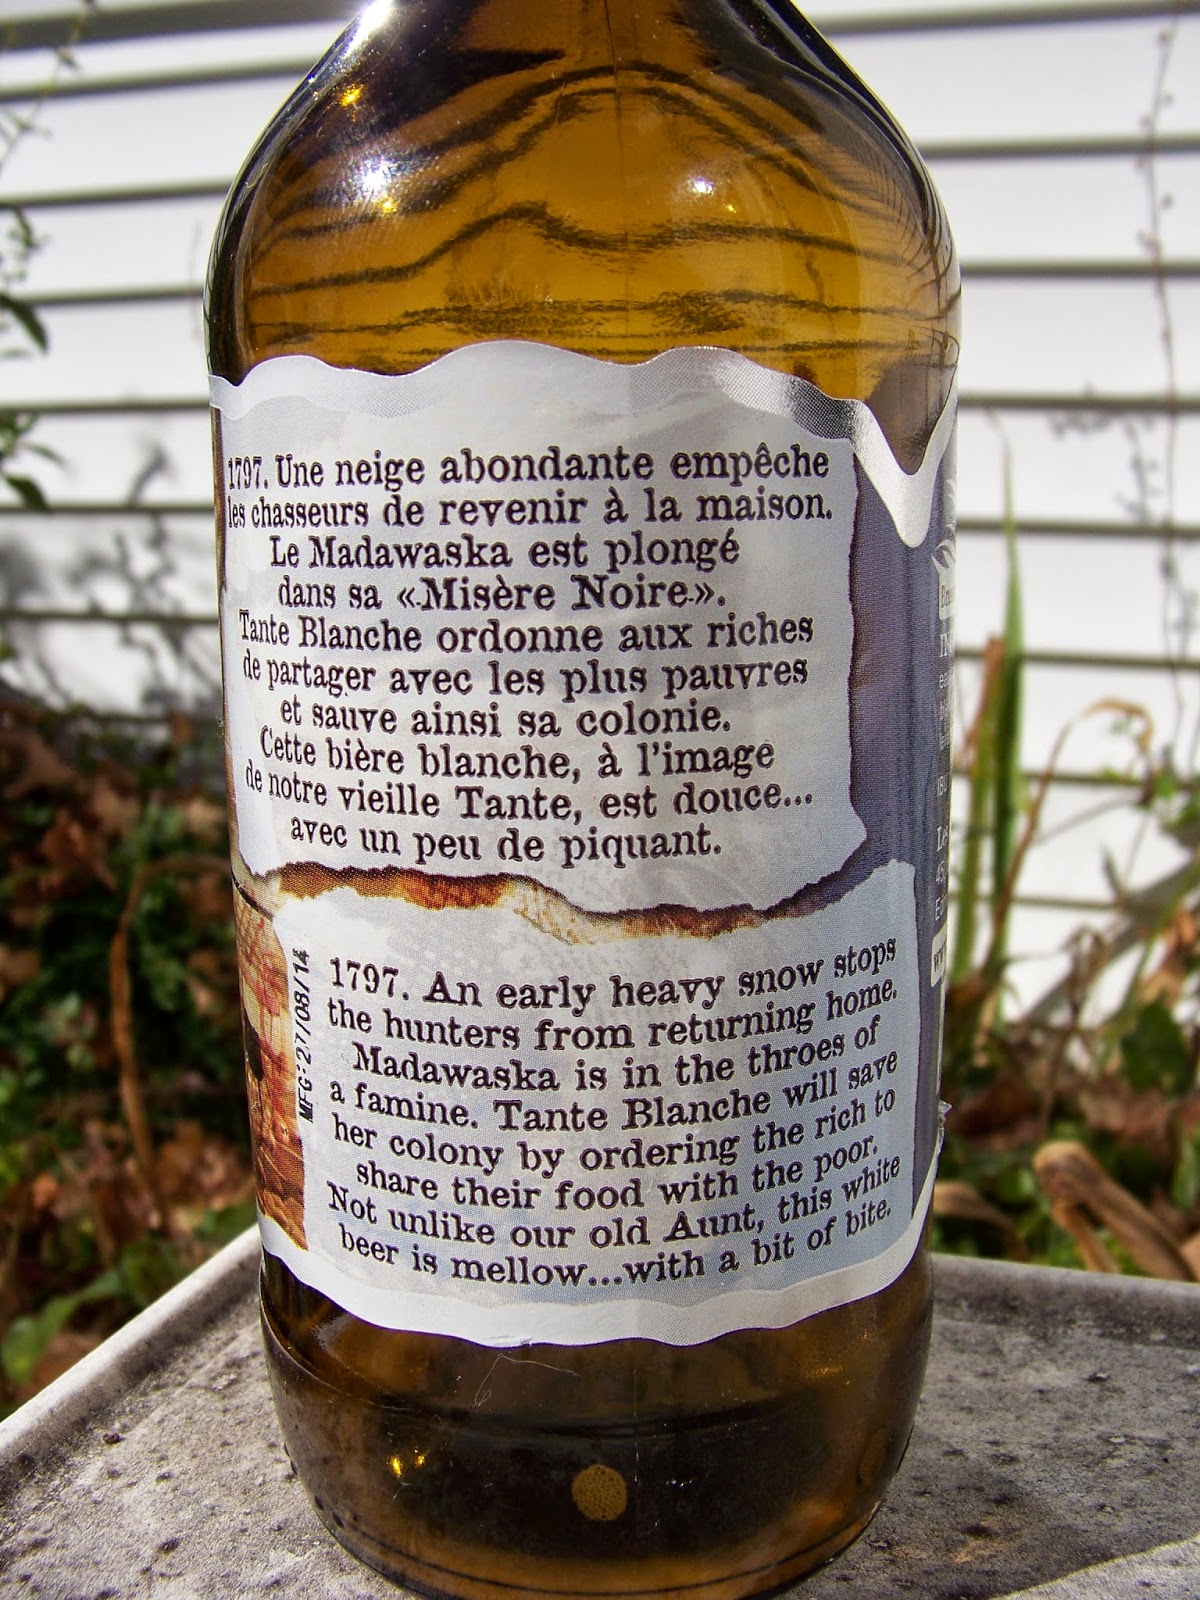 1797. Une neige abondante empêche
les chasseurs de revenir à la maison.
Le Madawaska est plongé
dans sa «Misère Noire».
Tante Blanche ordonne aux riches
de partager avec les plus pauvres
et sauve ainsi sa colonie.
Cette bière blanche, à l'image
de notre vieille Tante, est douce...
avec un peu de piquant.
MFG:27/08/14
1797. An early heavy snow stops
the hunters from returning home.
Madawaska is in the throes of
a famine. Tante Blanche will save
her colony by ordering the rich to
share their food with the poor.
Not unlike our old Aunt, this white
beer is mellow...with a bit of bite.